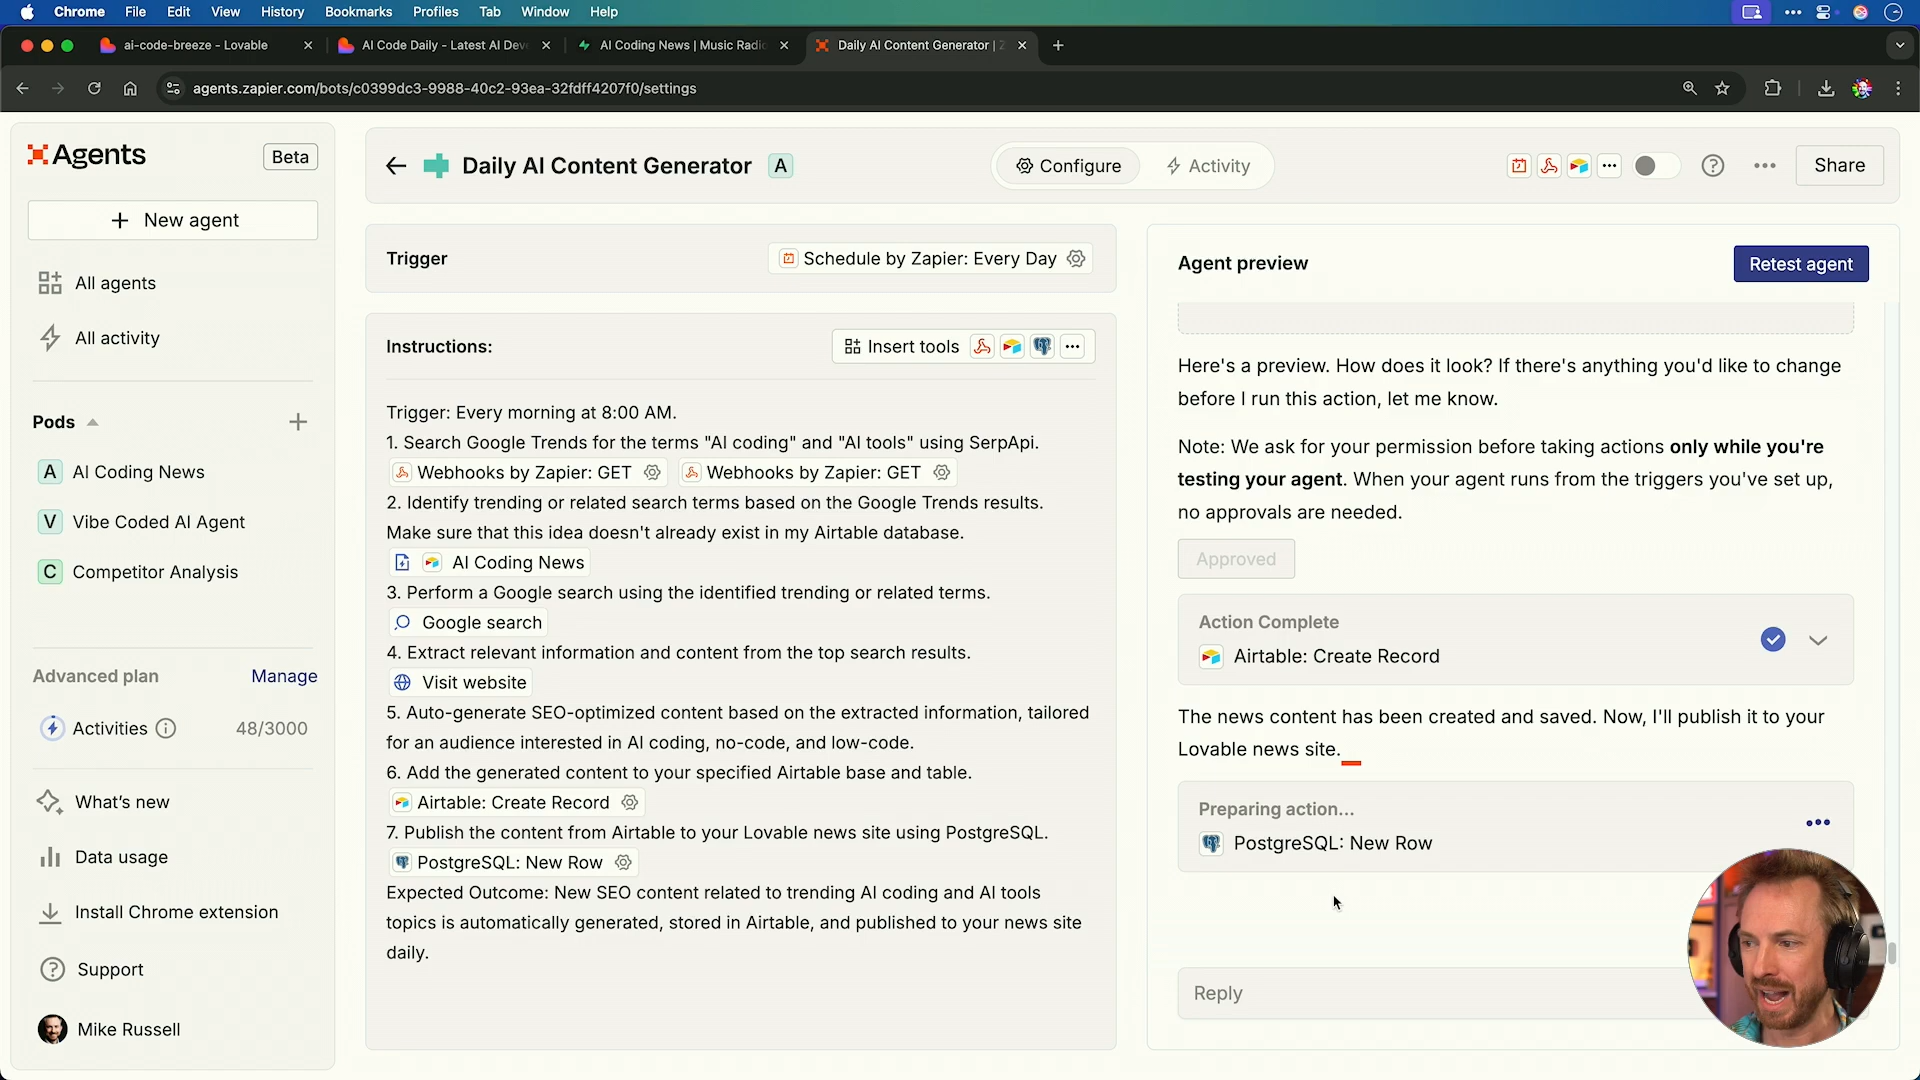 Chrome File Edit View History Bookmarks Profiles Tab Window Help
ai-code-breeze - Lovable
AI Code Daily - Latest AI Dev
AI Coding News | Music Radio
Daily AI Content Generator |
agents.zapier.com/bots/c0399dc3-9988-40c2-93ea-32fdff4207f0/settings
Agents
Beta
+ New agent
All agents
All activity
Pods
A AI Coding News
V Vibe Coded AI Agent
C Competitor Analysis
Advanced plan
Manage
Activities
48/3000
What's new
Data usage
Install Chrome extension
Support
Mike Russell
Daily AI Content Generator A
Configure
Activity
Share
Trigger
Schedule by Zapier: Every Day
Instructions:
Insert tools
Trigger: Every morning at 8:00 AM.
1. Search Google Trends for the terms "AI coding" and "AI tools" using SerpApi.
Webhooks by Zapier: GET Webhooks by Zapier: GET
2. Identify trending or related search terms based on the Google Trends results.
Make sure that this idea doesn't already exist in my Airtable database.
AI Coding News
3. Perform a Google search using the identified trending or related terms.
Google search
4. Extract relevant information and content from the top search results.
Visit website
5. Auto-generate SEO-optimized content based on the extracted information, tailored
for an audience interested in AI coding, no-code, and low-code.
6. Add the generated content to your specified Airtable base and table.
Airtable: Create Record
7. Publish the content from Airtable to your Lovable news site using PostgreSQL.
PostgreSQL: New Row
Expected Outcome: New SEO content related to trending AI coding and AI tools
topics is automatically generated, stored in Airtable, and published to your news site
daily.
Agent preview
Retest agent
Here's a preview. How does it look? If there's anything you'd like to change
before I run this action, let me know.
Note: We ask for your permission before taking actions only while you're
testing your agent. When your agent runs from the triggers you've set up,
no approvals are needed.
Approved
Action Complete
Airtable: Create Record
The news content has been created and saved. Now, I'll publish it to your
Lovable news site.
Preparing action...
PostgreSQL: New Row
Reply